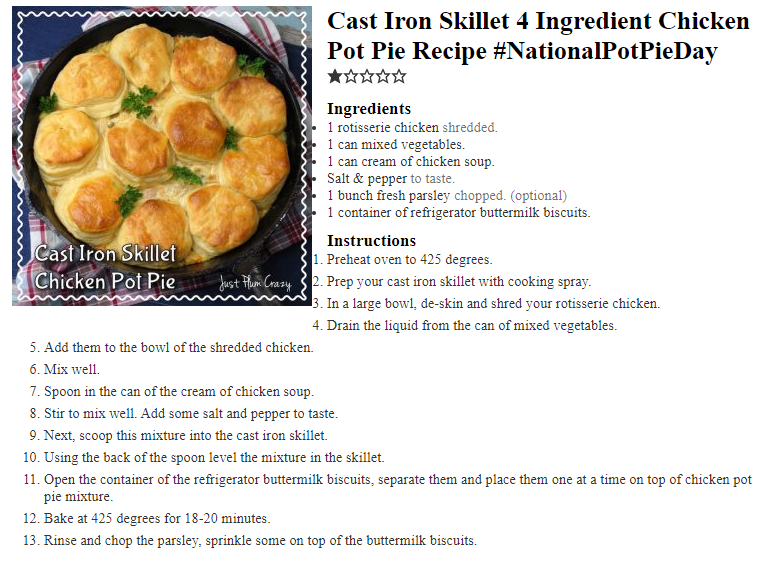 Cast Iron Skillet 4 Ingredient Chicken
Pot Pie Recipe #NationalPotPieDay
Ingredients
• 1 rotisserie chicken shredded.
• 1 can mixed vegetables.
• 1 can cream of chicken soup.
• Salt & pepper to taste.
• 1 bunch fresh parsley chopped. (optional)
• 1 container of refrigerator buttermilk biscuits.
Cast Iron Skillet
Chicken Pot Pie
Just Plum Crazy
Instructions
1. Preheat oven to 425 degrees.
2. Prep your cast iron skillet with cooking spray.
3. In a large bowl, de-skin and shred your rotisserie chicken.
4. Drain the liquid from the can of mixed vegetables.
5. Add them to the bowl of the shredded chicken.
6. Mix well.
7. Spoon in the can of the cream of chicken soup.
8. Stir to mix well. Add some salt and pepper to taste.
9. Next, scoop this mixture into the cast iron skillet.
10. Using the back of the spoon level the mixture in the skillet.
11. Open the container of the refrigerator buttermilk biscuits, separate them and place them one at a time on top of chicken pot
pie mixture.
12. Bake at 425 degrees for 18-20 minutes.
13. Rinse and chop the parsley, sprinkle some on top of the buttermilk biscuits.